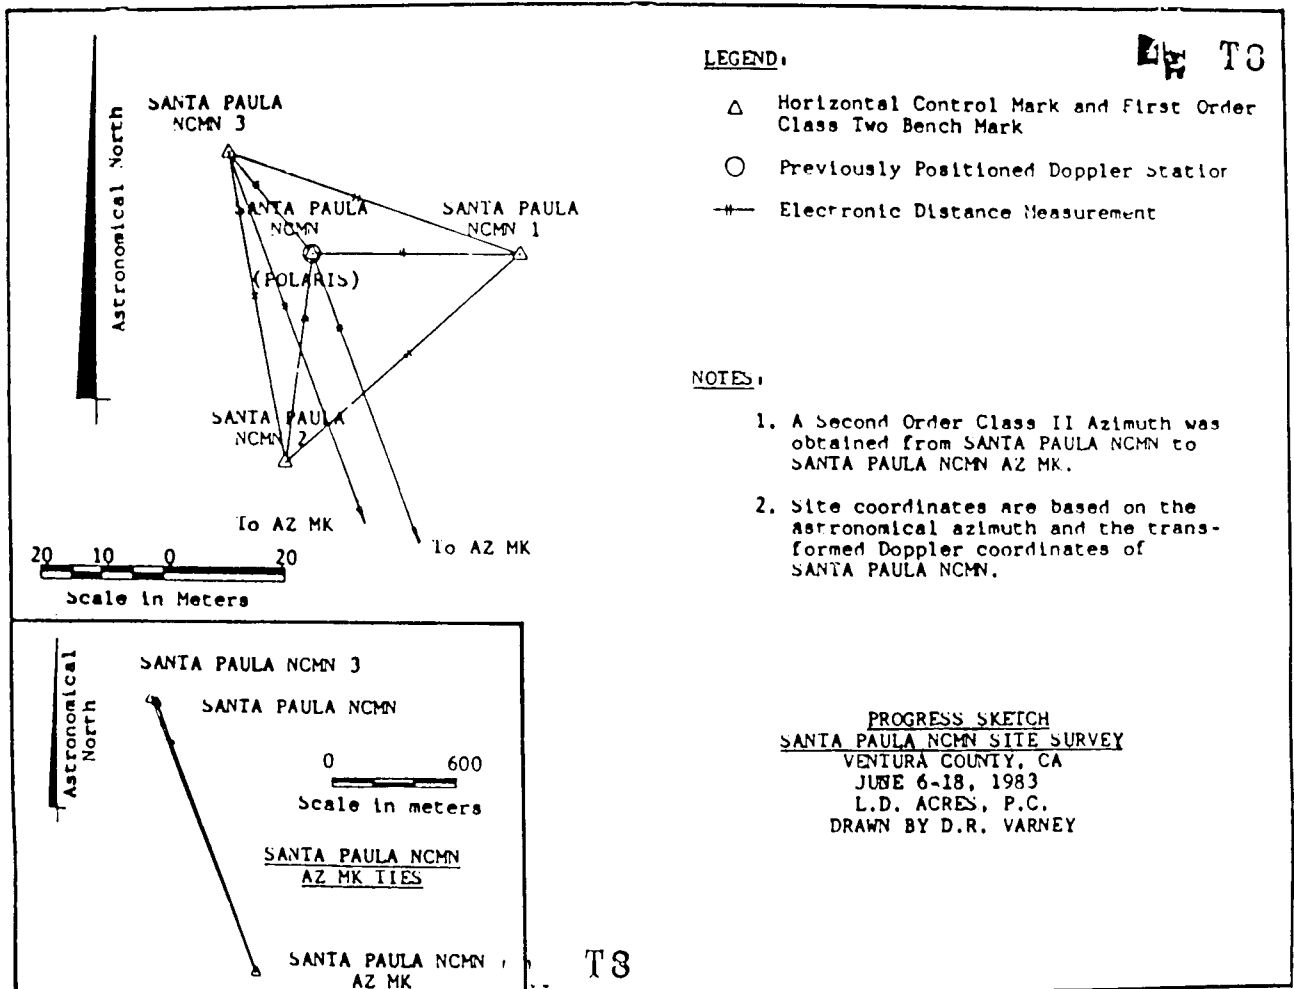 T8
LEGEND:
Horizontal Control Mark and First Order
Class Two Bench Mark
Previously Positioned Doppler Station
Electronic Distance Measurement
Astronomical North
SANTA PAULA
NCMN 3
SANTA PAULA
NCMN
(POLARIS)
SANTA PAULA
NCMN 1
SANTA PAULA
NCMN 2
To AZ MK
To AZ MK
20 10 0 20
Scale in Meters
NOTES:
1. A Second Order Class II Azimuth was
obtained from SANTA PAULA NCMN to
SANTA PAULA NCMN AZ MK.
2. Site coordinates are based on the
astronomical azimuth and the trans-
formed Doppler coordinates of
SANTA PAULA NCMN.
Astronomical
North
SANTA PAULA NCMN 3
SANTA PAULA NCMN
0 600
Scale in meters
SANTA PAULA NCMN
AZ MK TIES
SANTA PAULA NCMN
AZ MK
PROGRESS SKETCH
SANTA PAULA NCMN SITE SURVEY
VENTURA COUNTY, CA
JUNE 6-18, 1983
L.D. ACRES, P.C.
DRAWN BY D.R. VARNEY
T8